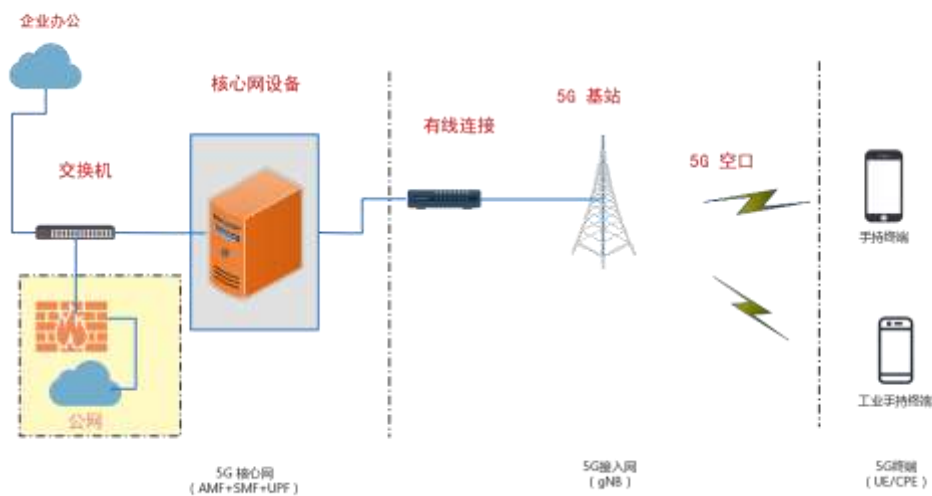 企业办公
核心网设备
5G 基站
有线连接
5G 空口
交换机
手持终端
公网
工业手持终端
5G 核心网
（AMF+SMF+UPF）
5G接入网
（gNB）
5G终端
（UE/CPE）